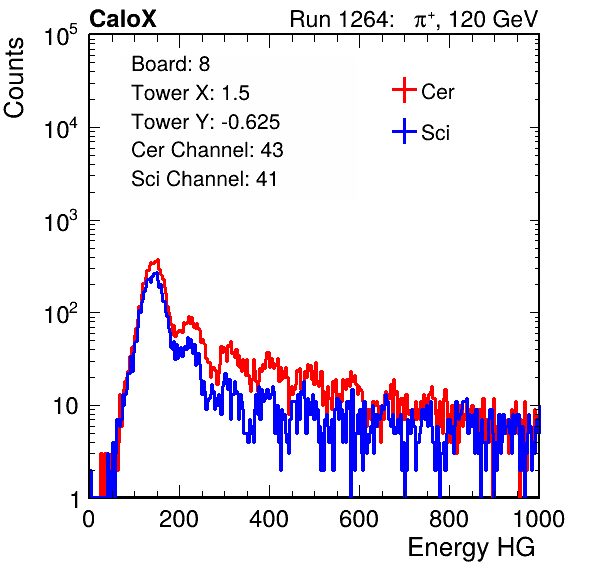 CaloX Run 1264: π⁺, 120 GeV
Counts
10⁵
10⁴
10³
10²
10
1
Board: 8
Tower X: 1.5
Tower Y: -0.625
Cer Channel: 43
Sci Channel: 41
Cer
Sci
0 200 400 600 800 1000
Energy HG